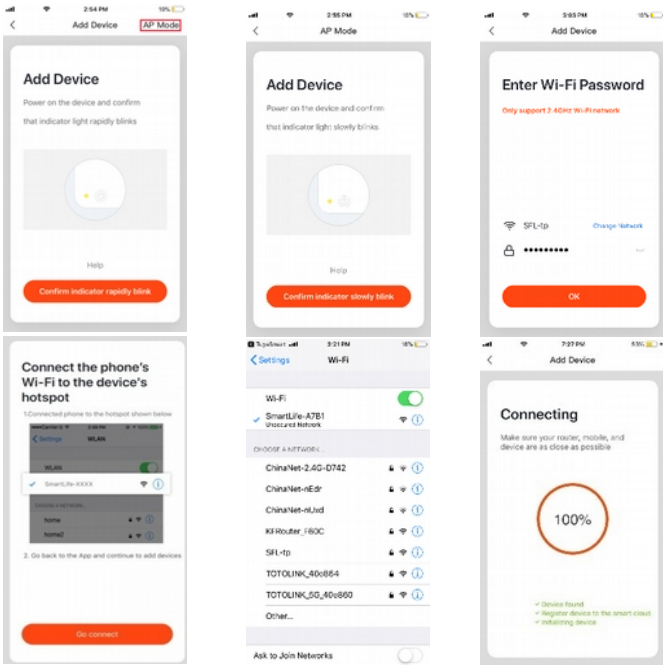 2:54 PM
19%
Add Device
AP Mode
Add Device
Power on the device and confirm
that indicator light rapidly blinks
Help
Confirm indicator rapidly blink
2:55 PM
AP Mode
Add Device
Power on the device and confirm
that indicator light slowly blinks
Help
Confirm indicator slowly blink
3:03 PM
Add Device
Enter Wi-Fi Password
Only support 2.4GHz Wi-Fi network
SFL-tp
Change Network
OK
Connect the phone's
Wi-Fi to the device's
hotspot
1.Connected phone to the hotspot shown below
Settings
WLAN
WLAN
SmartLife-XXXX
CHOOSE A NETWORK...
home
home2
2. Go back to the App and continue to add devices
Go connect
3:21 PM
Settings
Wi-Fi
Wi-Fi
SmartLife-A7B1
Unsecured Network
CHOOSE A NETWORK...
ChinaNet-2.4G-D742
ChinaNet-nEdr
ChinaNet-nUxd
KFRouter_F60C
SFL-tp
TOTOLINK_40c864
TOTOLINK_5G_40c860
Other...
Ask to Join Networks
7:27 PM
53%
Add Device
Connecting
Make sure your router, mobile, and
device are as close as possible
100%
Device found
Register device to the smart cloud
Initializing device